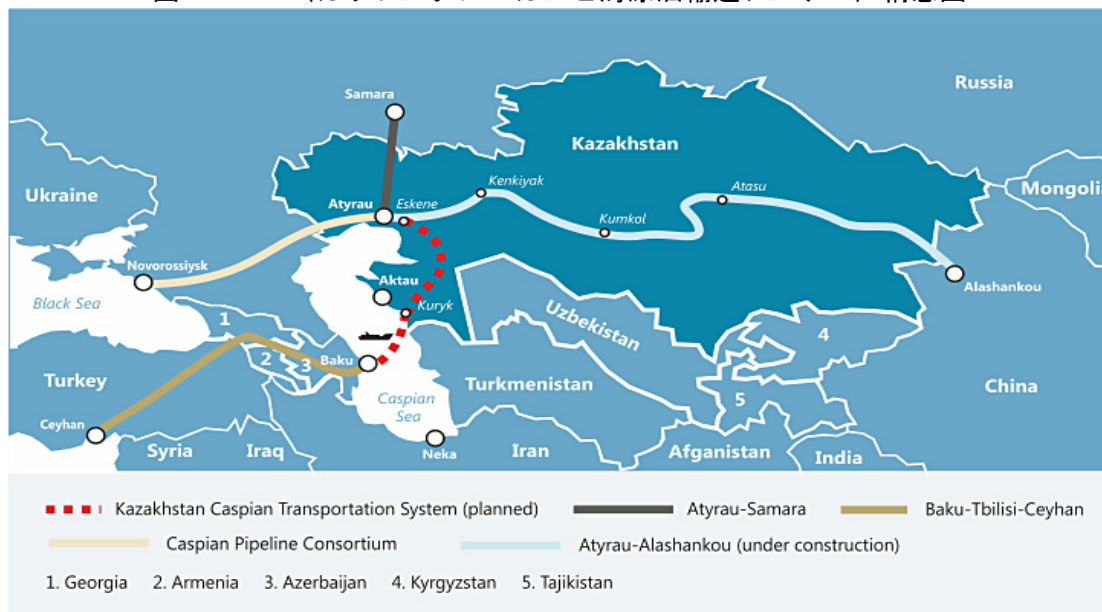 Russia
Samara
Kazakhstan
Ukraine
Mongolia
Kenkiyak
Atasu
Atyrau
Eskene
Kumkol
Novorossiysk
Aktau
Alashankou
Black Sea
Kuryk
Uzbekistan
1
4
2
3
Baku
Turkey
Turkmenistan
China
Caspian
Sea
5
Ceyhan
Syria
Iraq
Neka
Iran
Afganistan
India
Kazakhstan Caspian Transportation System (planned)
Atyrau-Samara
Baku-Tbilisi-Ceyhan
Caspian Pipeline Consortium
Atyrau-Alashankou (under construction)
1. Georgia 2. Armenia 3. Azerbaijan 4. Kyrgyzstan 5. Tajikistan